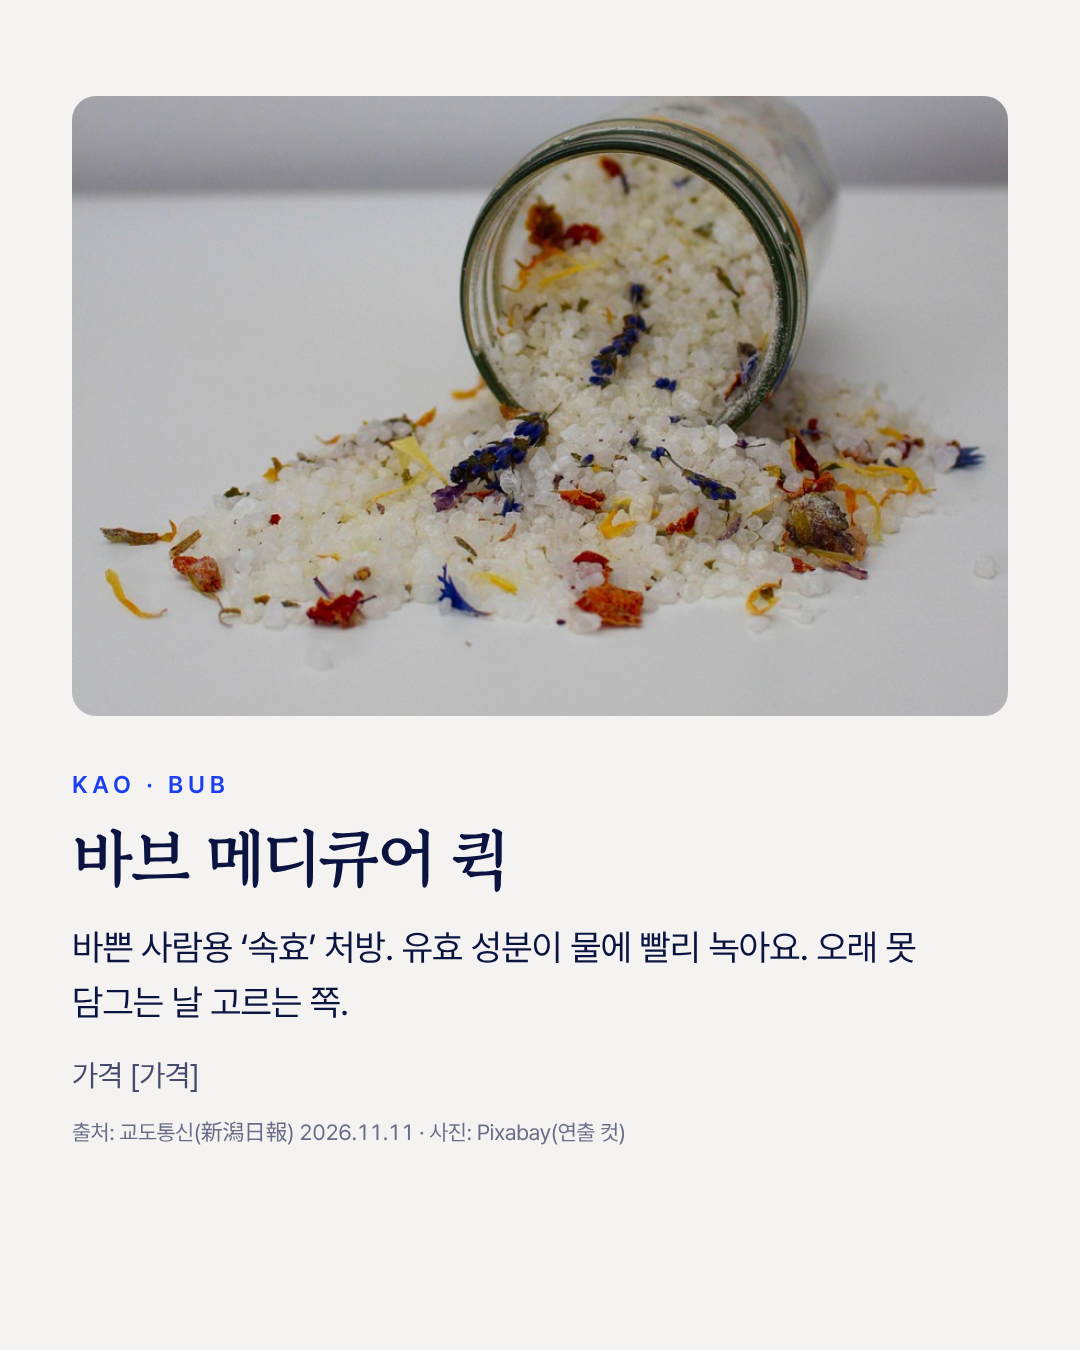 KAO · BUB
바브 메디큐어 퀵
바쁜 사람용 ‘속효’ 처방. 유효 성분이 물에 빨리 녹아요. 오래 못
담그는 날 고르는 쪽.
가격 [가격]
출처: 교도통신(新潟日報) 2026.11.11 · 사진: Pixabay(연출 컷)